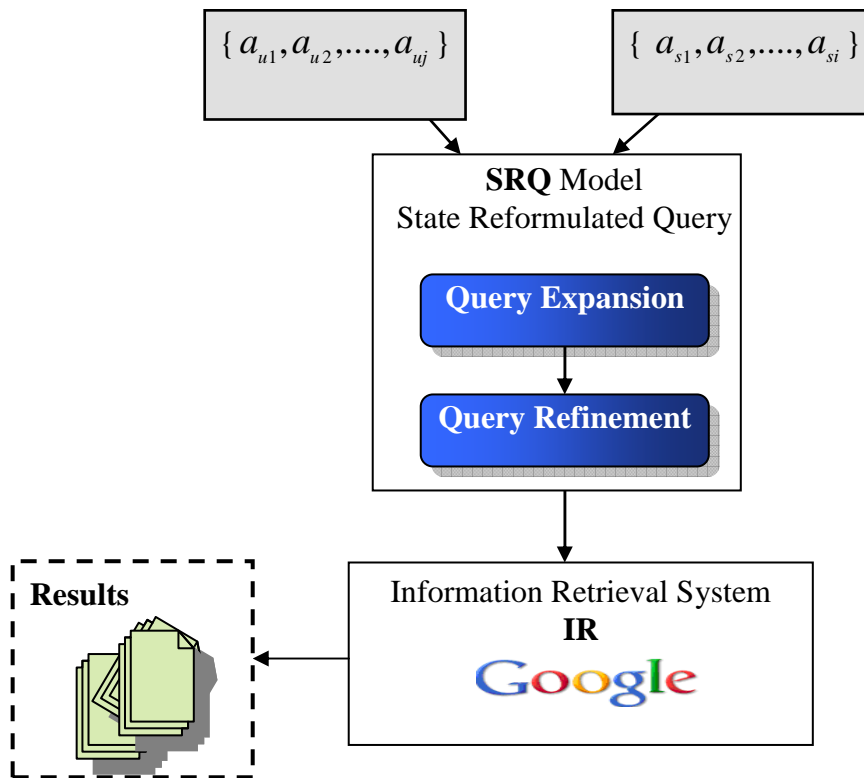 { a_{u1}, a_{u2},...., a_{uj} }
{ a_{s1}, a_{s2},...., a_{si} }
SRQ Model
State Reformulated Query
Query Expansion
Query Refinement
Information Retrieval System
IR
Google
Results